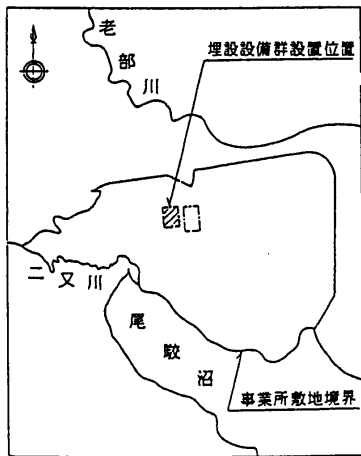 老部川
埋設設備群設置位置
二又川
尾駮沼
事業所敷地境界